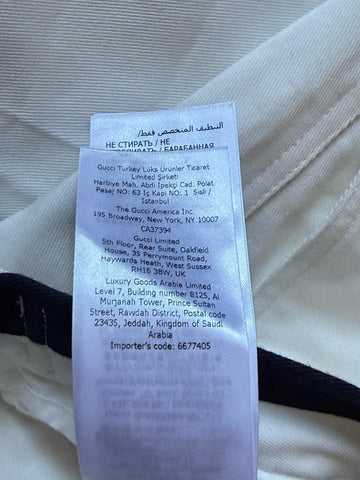 التنظيف المتخصص فقط/
НЕ СТИРАТЬ / НЕ
/ БАРАБАННАЯ
Gucci Turkey Lüks Ürünler Ticaret
Limited Şirketi
Harbiye Mah. Abdi İpekçi Cad. Polat
Pasaj NO: 63 İç Kapı NO: 1 Sisli /
Istanbul
The Gucci America Inc.
195 Broadway, New York, NY 10007
CA37394
Gucci Limited
5th Floor, Rear Suite, Oakfield
House, 35 Perrymount Road,
Haywards Heath, West Sussex
RH16 3BW, UK
Luxury Goods Arabia Limited
Level 7, Building number 8125, Al
Murjanah Tower, Prince Sultan
Street, Rawdah District, Postal code
23435, Jeddah, Kingdom of Saudi
Arabia
Importer's code: 6677405